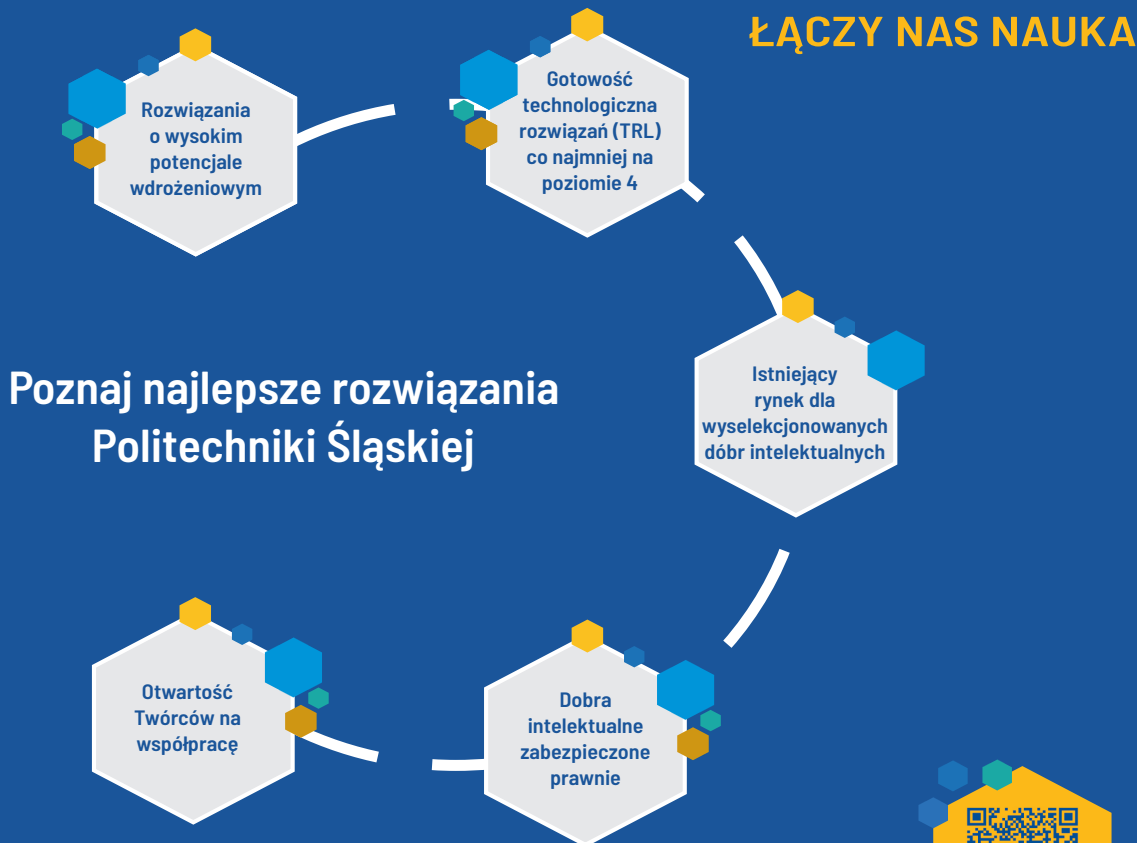 ŁĄCZY NAS NAUKA
Rozwiązania
o wysokim
potencjale
wdrożeniowym
Gotowość
technologiczna
rozwiązań (TRL)
co najmniej na
poziomie 4
Istniejący
rynek dla
wyselekcjonowanych
dóbr intelektualnych
Poznaj najlepsze rozwiązania
Politechniki Śląskiej
Otwartość
Twórców na
współpracę
Dobra
intelektualne
zabezpieczone
prawnie